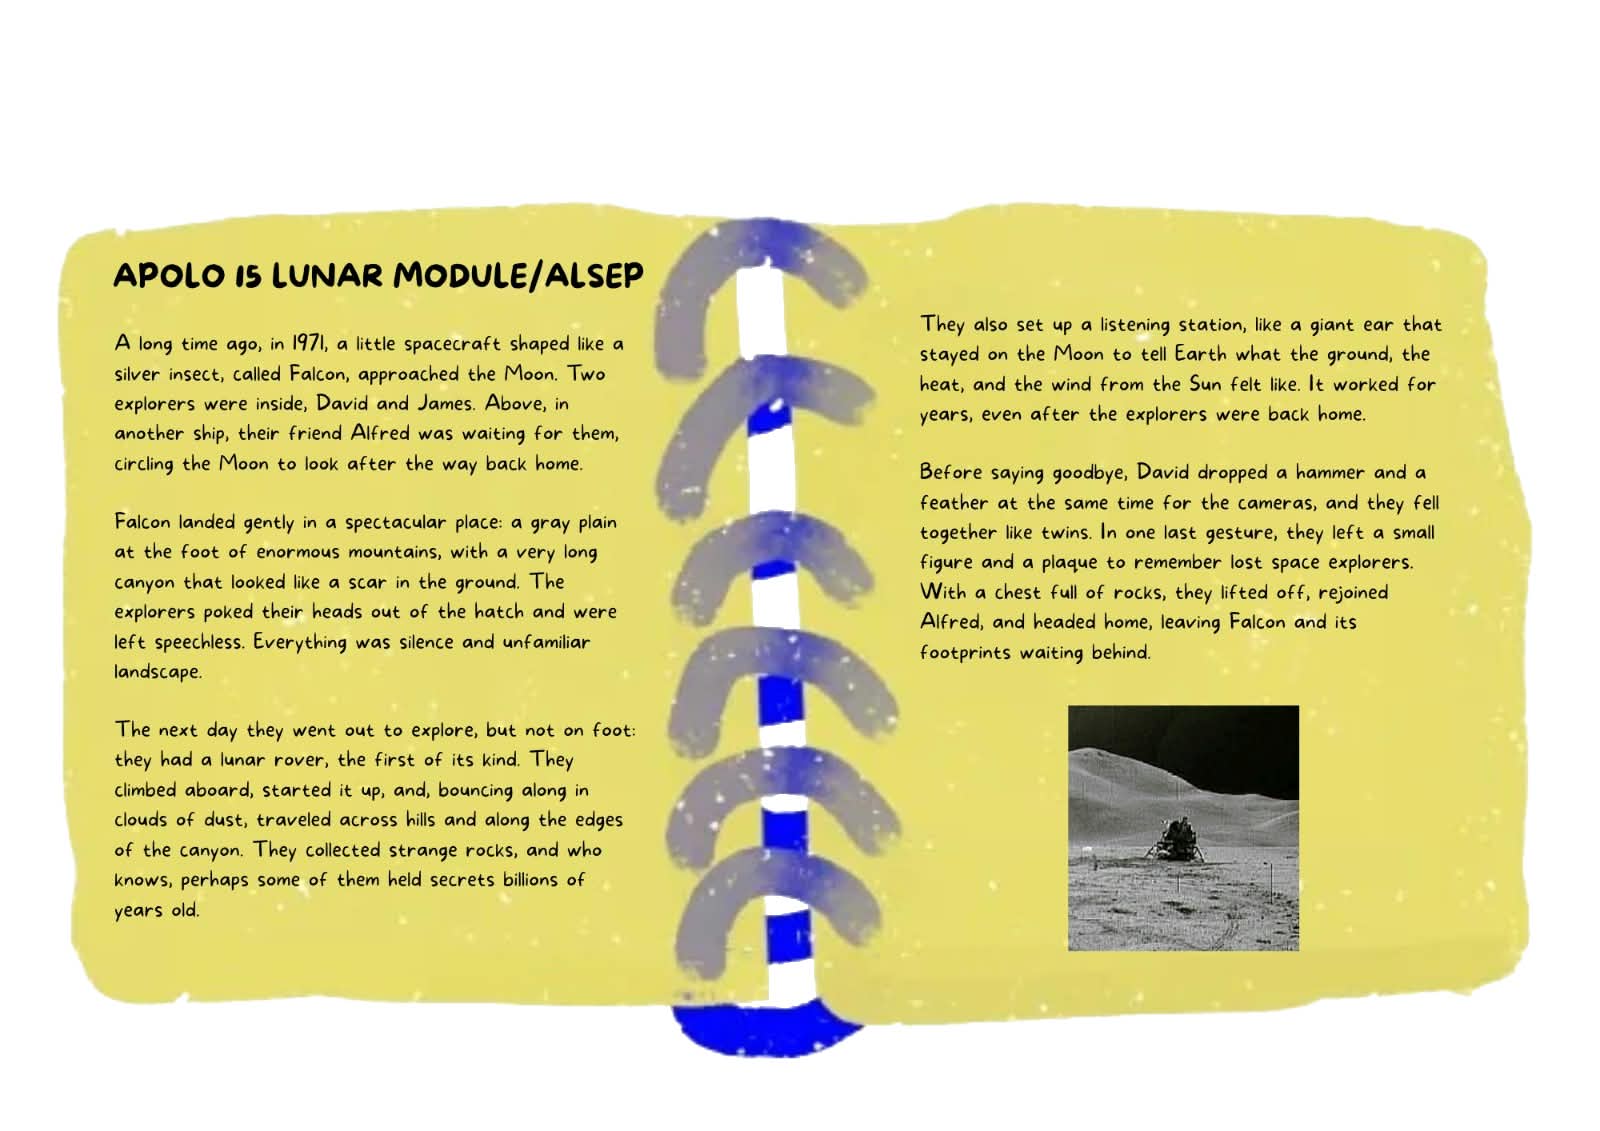 APOLO 15 LUNAR MODULE/ALSEP
A long time ago, in 1971, a little spacecraft shaped like a
silver insect, called Falcon, approached the Moon. Two
explorers were inside, David and James. Above, in
another ship, their friend Alfred was waiting for them,
circling the Moon to look after the way back home.
Falcon landed gently in a spectacular place: a gray plain
at the foot of enormous mountains, with a very long
canyon that looked like a scar in the ground. The
explorers poked their heads out of the hatch and were
left speechless. Everything was silence and unfamiliar
landscape.
The next day they went out to explore, but not on foot:
they had a lunar rover, the first of its kind. They
climbed aboard, started it up, and, bouncing along in
clouds of dust, traveled across hills and along the edges
of the canyon. They collected strange rocks, and who
knows, perhaps some of them held secrets billions of
years old.
They also set up a listening station, like a giant ear that
stayed on the Moon to tell Earth what the ground, the
heat, and the wind from the Sun felt like. It worked for
years, even after the explorers were back home.
Before saying goodbye, David dropped a hammer and a
feather at the same time for the cameras, and they fell
together like twins. In one last gesture, they left a small
figure and a plaque to remember lost space explorers.
With a chest full of rocks, they lifted off, rejoined
Alfred, and headed home, leaving Falcon and its
footprints waiting behind.